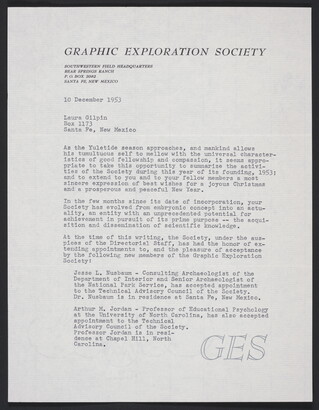 GRAPHIC EXPLORATION SOCIETY
SOUTHWESTERN FIELD HEADQUARTERS
BEAR SPRINGS RANCH
P. O. BOX
SANTA FE, NEW MEXICO
10 December 1953
Laura Gilpin
Box 1173
Santa Fe, New Mexico
As the Yuletide season approaches, and mankind allows
his tumultuous self to mellow with the universal character-
istics of good fellowship and compassion, it seems appro-
priate to take this opportunity to summarize the activi-
ties of the Society during this year of its founding, 1953;
and to extend to you and to your fellow members a most
sincere expression of best wishes for a joyous Christmas
and a prosperous and peaceful New Year.
In the few months since its date of incorporation, your
Society has evolved from embryonic concept into an actu-
ality, an entity with an unprecedented potential for
achievement in pursuit of its prime purpose -- the acqui-
sition and dissemination of scientific knowledge.
At the time of this writing, the Society, under the aus-
pices of the Directorial Staff, has had the honor of ex-
tending appointments to, and the pleasure of acceptance
by the following new members of the Graphic Exploration
Society:
Jesse L. Nusbaum - Consulting Archaeologist of the
Department of Interior and Senior Archaeologist of
the National Park Service, has accepted appointment
to the Technical Advisory Council of the Society.
Dr. Nusbaum is in residence at Santa Fe, New Mexico.
Arthur M. Jordan - Professor of Educational Psychology
at the University of North Carolina, has also accepted
appointment to the Technical
Advisory Council of the Society.
Professor Jordan is in resi-
dence at Chapel Hill, North
Carolina.
GES